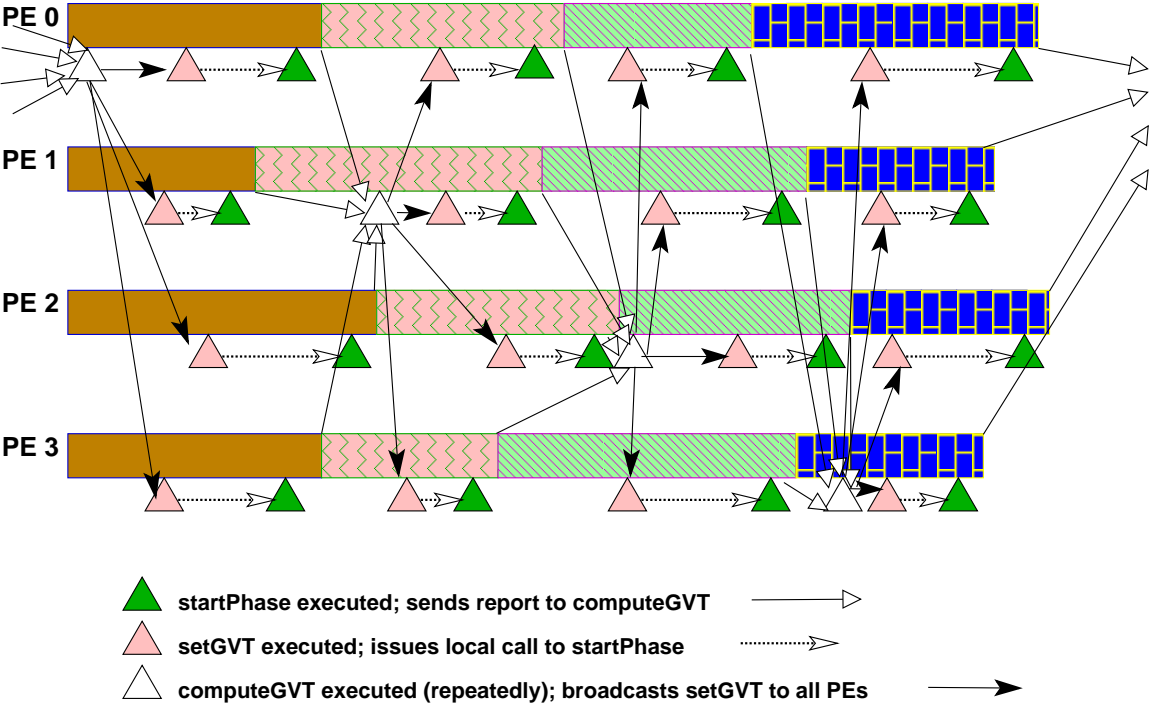 PE 0
PE 1
PE 2
PE 3
startPhase executed; sends report to computeGVT
setGVT executed; issues local call to startPhase
computeGVT executed (repeatedly); broadcasts setGVT to all PEs